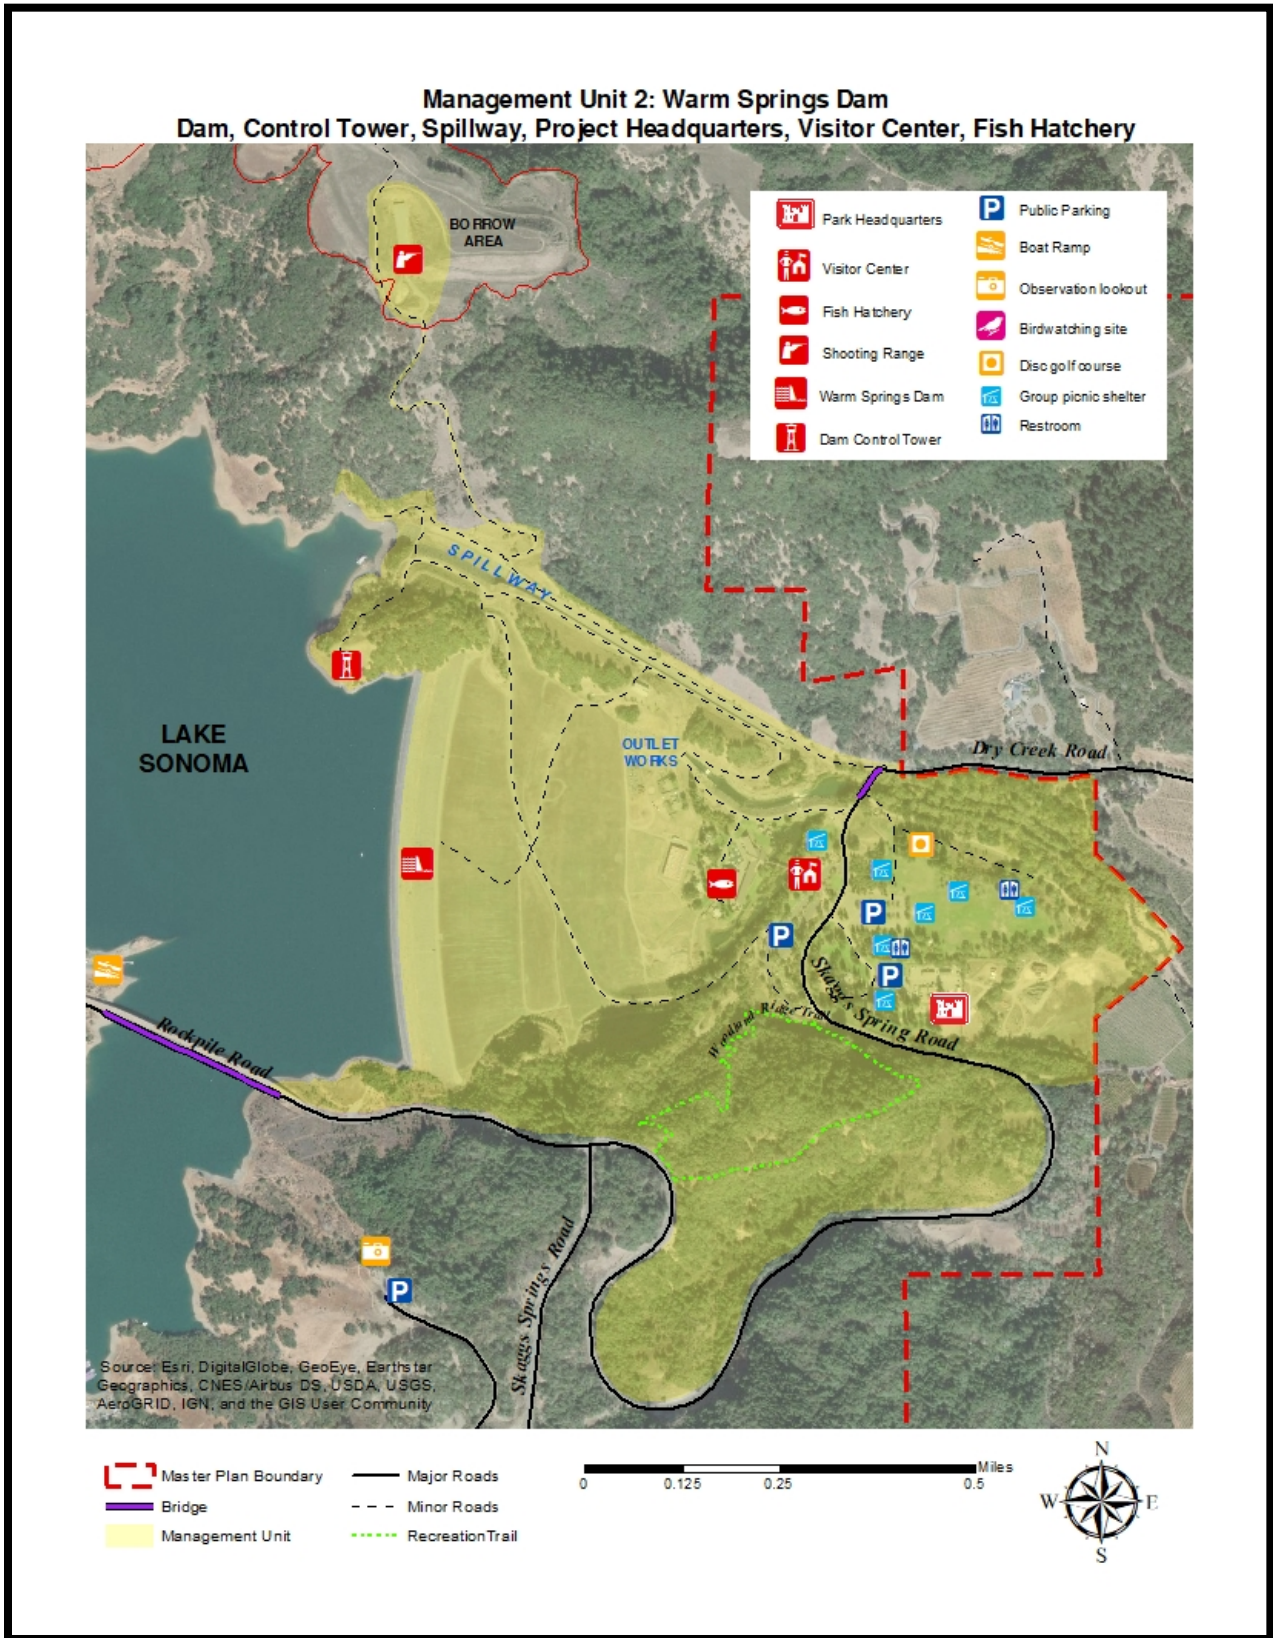 Management Unit 2: Warm Springs Dam
Dam, Control Tower, Spillway, Project Headquarters, Visitor Center, Fish Hatchery
BORROW
AREA
Park Headquarters
Visitor Center
Fish Hatchery
Shooting Range
Warm Springs Dam
Dam Control Tower
P Public Parking
Boat Ramp
Observation lookout
Birdwatching site
Disc golf course
Group picnic shelter
Restroom
SPILLWAY
LAKE
SONOMA
OUTLET
WORKS
Dry Creek Road
P
P
P
Skaggs Spring Road
Woodland Ridge Trail
Rockpile Road
Skaggs Springs Road
P
Source: Esri, DigitalGlobe, GeoEye, Earthstar
Geographics, CNES/Airbus DS, USDA, USGS,
AeroGRID, IGN, and the GIS User Community
Master Plan Boundary
Bridge
Management Unit
Major Roads
Minor Roads
Recreation Trail
0 0.125 0.25 0.5 Miles
N
W E
S